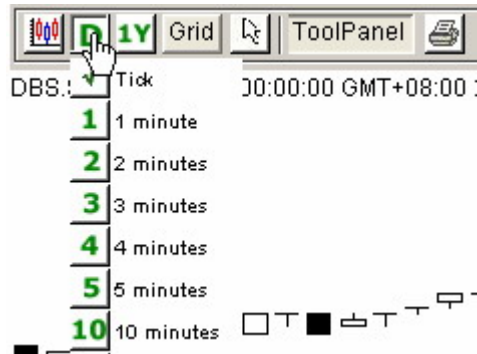 D 1Y Grid ToolPanel
DBS. 00:00:00 GMT+08:00
Tick
1 1 minute
2 2 minutes
3 3 minutes
4 4 minutes
5 5 minutes
10 10 minutes